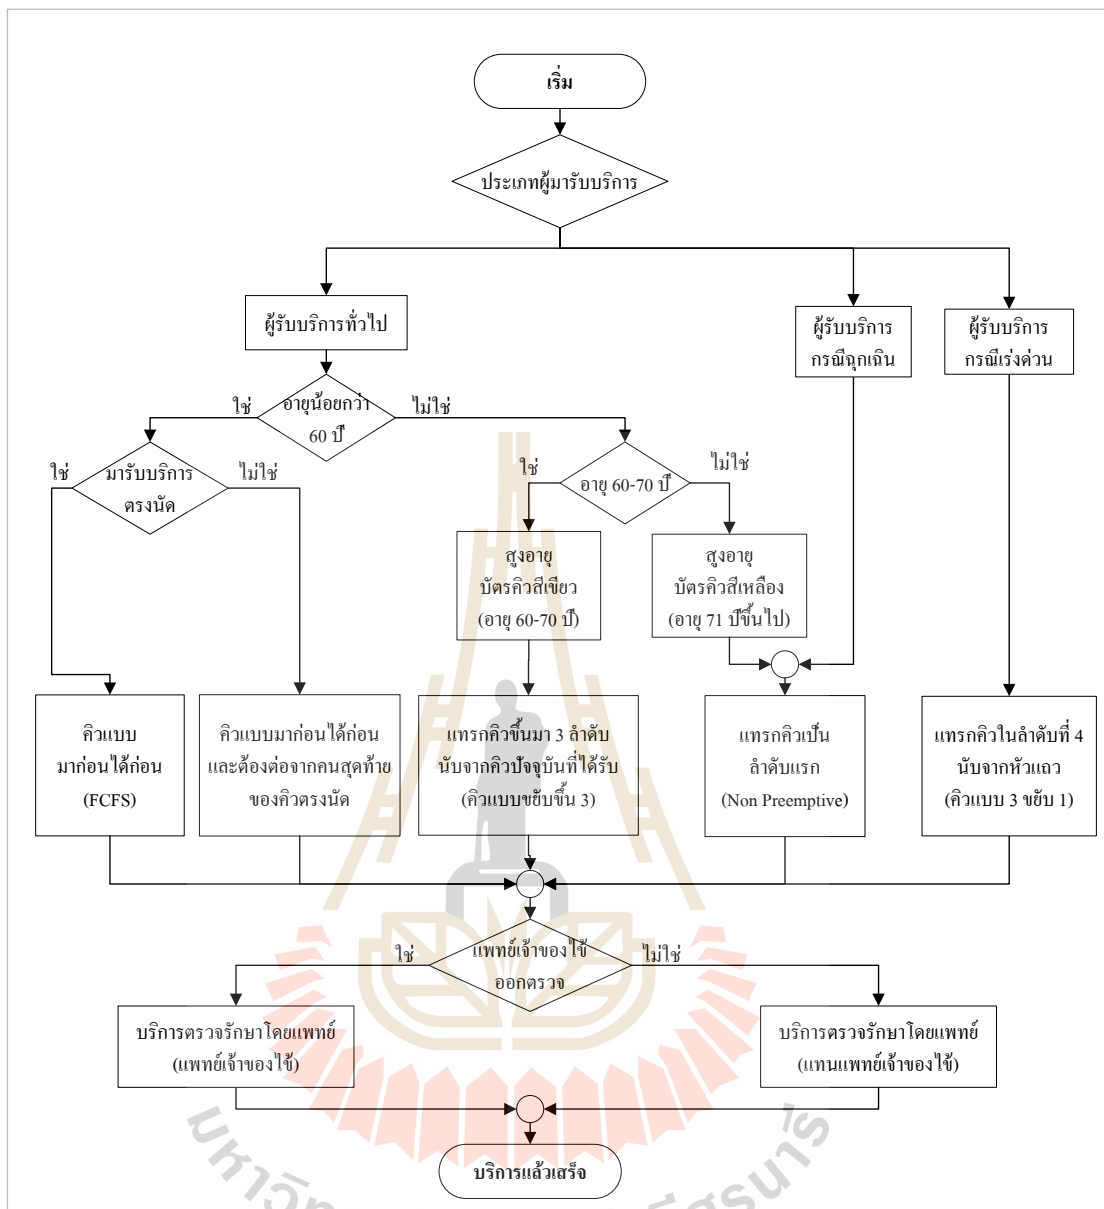 เริ่ม
ประเภทผู้มารับบริการ
ผู้รับบริการทั่วไป
ผู้รับบริการ
กรณีฉุกเฉิน
ผู้รับบริการ
กรณีเร่งด่วน
อายุน้อยกว่า
60 ปี
ใช่
ไม่ใช่
มารับบริการ
ตรงนัด
ใช่
ไม่ใช่
อายุ 60-70 ปี
ใช่
ไม่ใช่
สูงอายุ
บัตรคิวสีเขียว
(อายุ 60-70 ปี)
สูงอายุ
บัตรคิวสีเหลือง
(อายุ 71 ปีขึ้นไป)
คิวแบบ
มาก่อนได้ก่อน
(FCFS)
คิวแบบมาก่อนได้ก่อน
และต้องต่อจากคนสุดท้าย
ของคิวตรงนัด
แทรกคิวขึ้นมา 3 ลำดับ
นับจากคิวปัจจุบันที่ได้รับ
(คิวแบบขยับขึ้น 3)
แทรกคิวเป็น
ลำดับแรก
(Non Preemptive)
แทรกคิวในลำดับที่ 4
นับจากหัวแถว
(คิวแบบ 3 ขยับ 1)
แพทย์เจ้าของไข้
ออกตรวจ
ใช่
ไม่ใช่
บริการตรวจรักษาโดยแพทย์
(แพทย์เจ้าของไข้)
บริการตรวจรักษาโดยแพทย์
(แทนแพทย์เจ้าของไข้)
บริการแล้วเสร็จ